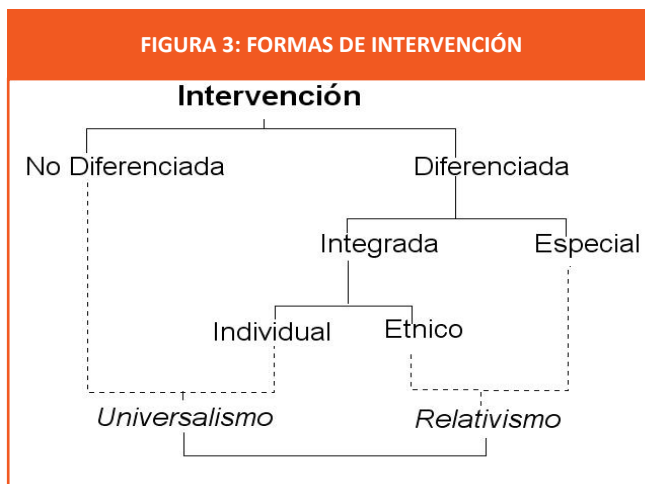 FIGURA 3: FORMAS DE INTERVENCIÓN
Intervención
No Diferenciada Diferenciada
Integrada Especial
Individual Etnico
Universalismo Relativismo